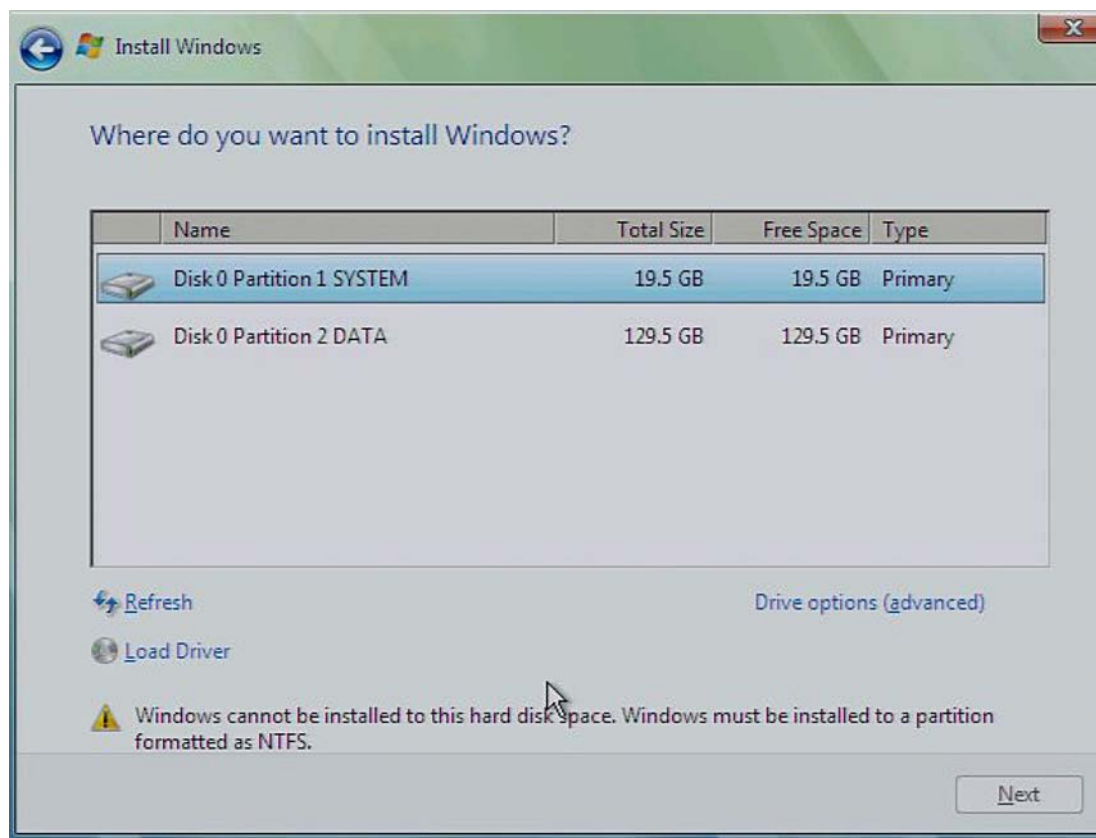 Install Windows
Where do you want to install Windows?
Name Total Size Free Space Type
Disk 0 Partition 1 SYSTEM 19.5 GB 19.5 GB Primary
Disk 0 Partition 2 DATA 129.5 GB 129.5 GB Primary
Refresh Drive options (advanced)
Load Driver
Windows cannot be installed to this hard disk space. Windows must be installed to a partition
formatted as NTFS.
Next